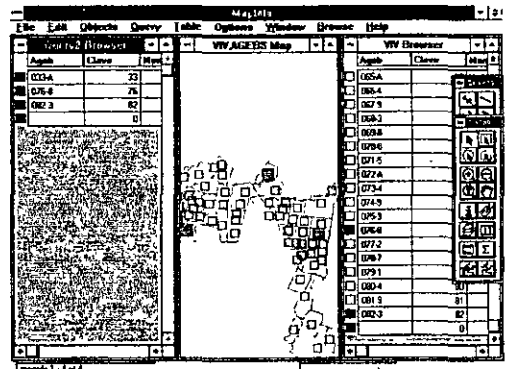 MapInfo
File Edit Objects Query Table Options Window Browse Help
Query2 Browser
Ageb Clave
033-A 33
076-8 76
082-3 82
0
VIV,AGEBS Map
VIV Browser
Ageb Clave
065-A
066-4
067-9
068-3
069-8
070-6
071-5
072-A
073-4
074-9
075-3
076-8
077-2
078-7
079-1
080-4 80
081-9 81
082-3 82
0